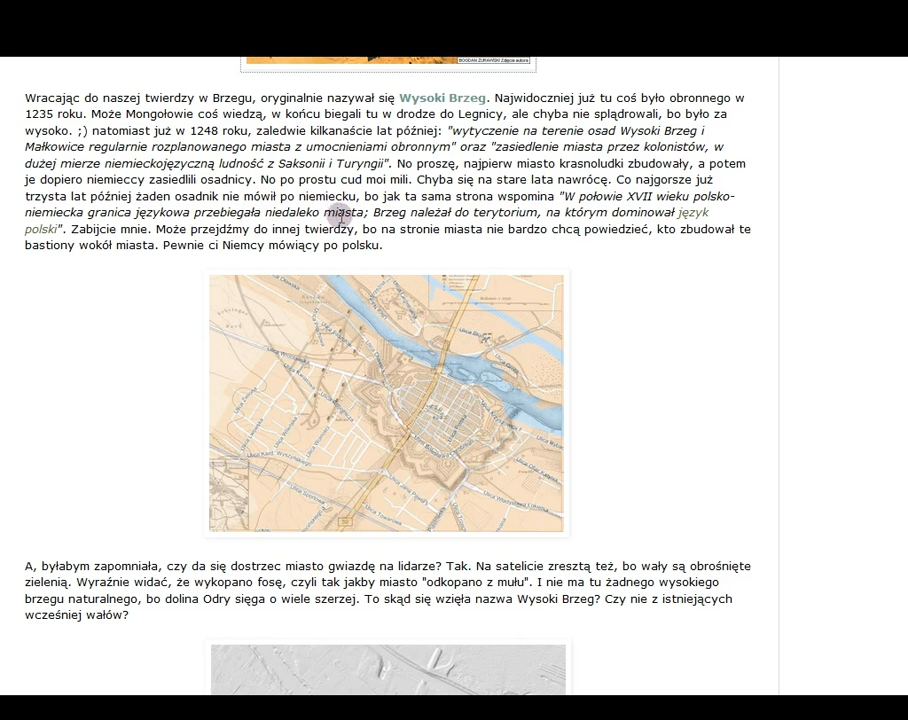 BOGDAN ŻURAWSKI Zdjęcie autora
Wracając do naszej twierdzy w Brzegu, oryginalnie nazywał się Wysoki Brzeg. Najwidoczniej już tu coś było obronnego w
1235 roku. Może Mongołowie coś wiedzą, w końcu biegali tu w drodze do Legnicy, ale chyba nie splądrowali, bo było za
wysoko. ;) natomiast już w 1248 roku, zaledwie kilkanaście lat później: "wytyczenie na terenie osad Wysoki Brzeg i
Małkowice regularnie rozplanowanego miasta z umocnieniami obronnym" oraz "zasiedlenie miasta przez kolonistów, w
dużej mierze niemieckojęzyczną ludność z Saksonii i Turyngii". No proszę, najpierw miasto krasnoludki zbudowały, a potem
je dopiero niemieccy zasiedlili osadnicy. No po prostu cud moi mili. Chyba się na stare lata nawrócę. Co najgorsze już
trzysta lat później żaden osadnik nie mówił po niemiecku, bo jak ta sama strona wspomina "W połowie XVII wieku polsko-
niemiecka granica językowa przebiegała niedaleko miasta; Brzeg należał do terytorium, na którym dominował język
polski". Zabijcie mnie. Może przejdźmy do innej twierdzy, bo na stronie miasta nie bardzo chcą powiedzieć, kto zbudował te
bastiony wokół miasta. Pewnie ci Niemcy mówiący po polsku.
A, byłabym zapomniała, czy da się dostrzec miasto gwiazdę na lidarze? Tak. Na satelicie zresztą też, bo wały są obrośnięte
zielenią. Wyraźnie widać, że wykopano fosę, czyli tak jakby miasto "odkopano z mułu". I nie ma tu żadnego wysokiego
brzegu naturalnego, bo dolina Odry sięga o wiele szerzej. To skąd się wzięła nazwa Wysoki Brzeg? Czy nie z istniejących
wcześniej wałów?